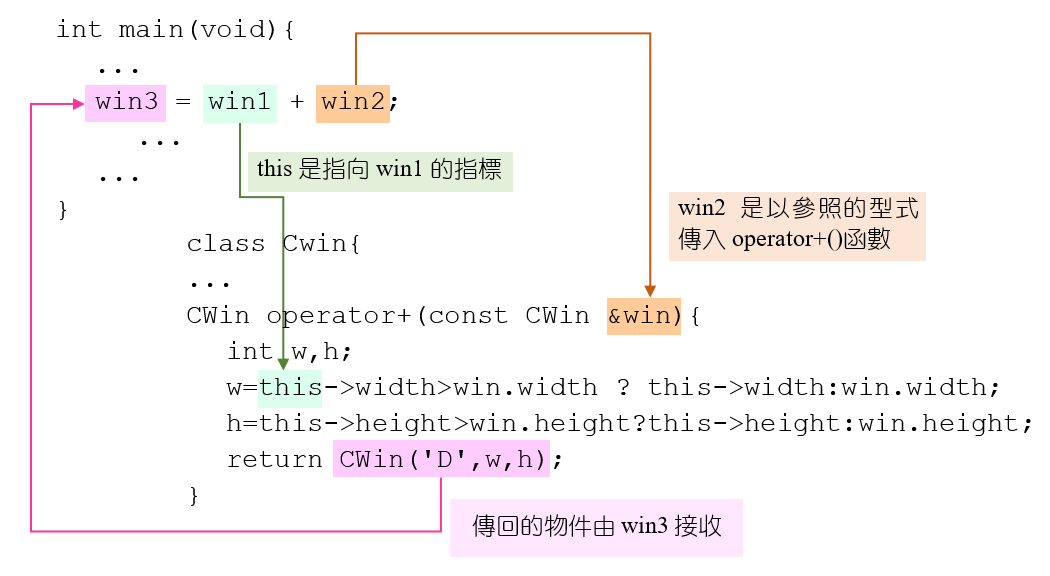 int main(void){
...
win3 = win1 + win2;
...
this 是指向 win1 的指標
...
}
win2 是以參照的型式
傳入 operator+()函數
class Cwin{
...
CWin operator+(const CWin &win){
int w,h;
w=this->width>win.width ? this->width:win.width;
h=this->height>win.height?this->height:win.height;
return CWin('D',w,h);
}
傳回的物件由 win3 接收